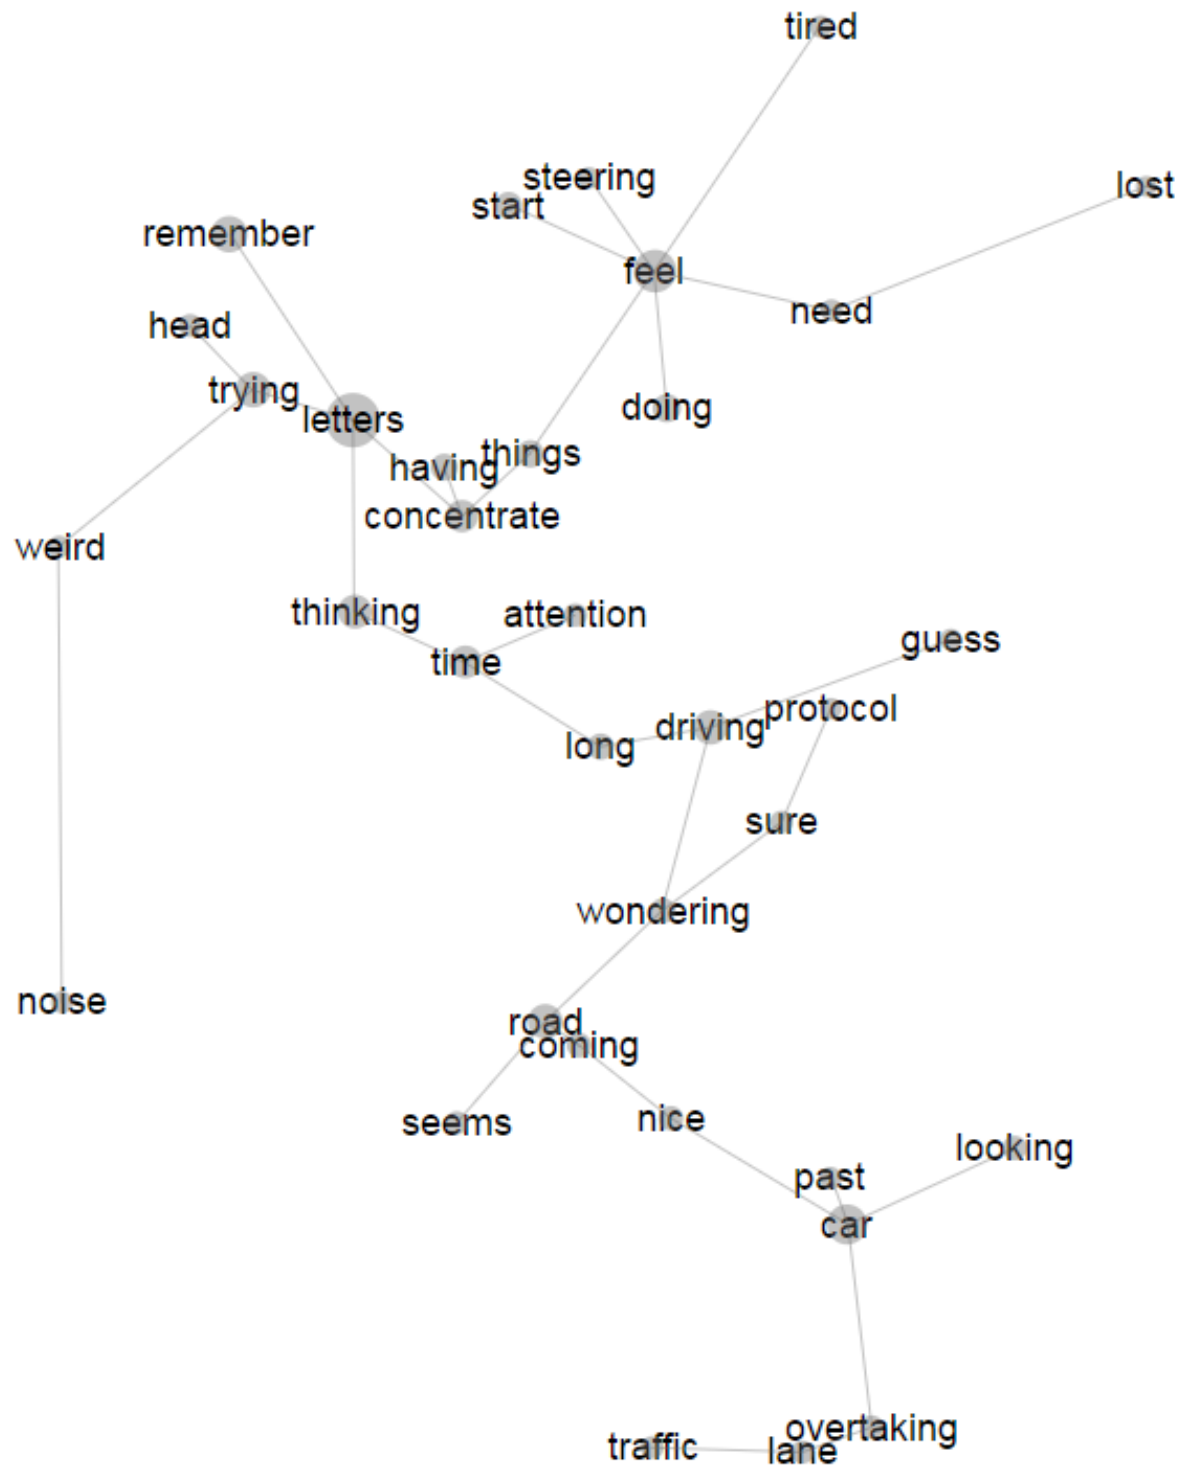 tired
steering
lost
start
remember
feel
need
head
trying
doing
letters
things
having
concentrate
weird
thinking
attention
guess
time
protocol
driving
long
sure
wondering
noise
road
coming
seems
nice
looking
past
car
overtaking
traffic
lane